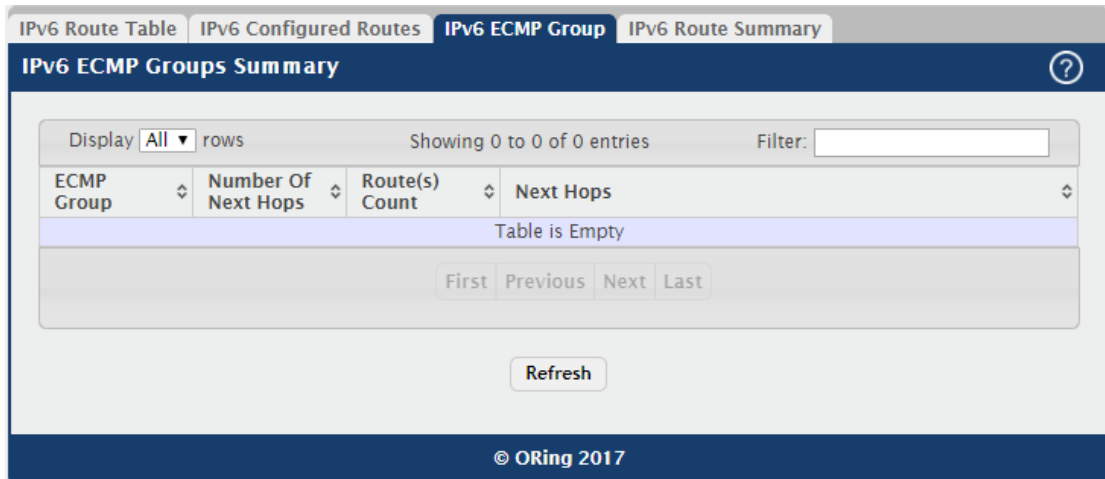 IPv6 Route Table IPv6 Configured Routes IPv6 ECMP Group IPv6 Route Summary
IPv6 ECMP Groups Summary ?
Display All rows Showing 0 to 0 of 0 entries Filter:
ECMP Group Number Of Next Hops Route(s) Count Next Hops
Table is Empty
First Previous Next Last
Refresh
© ORing 2017